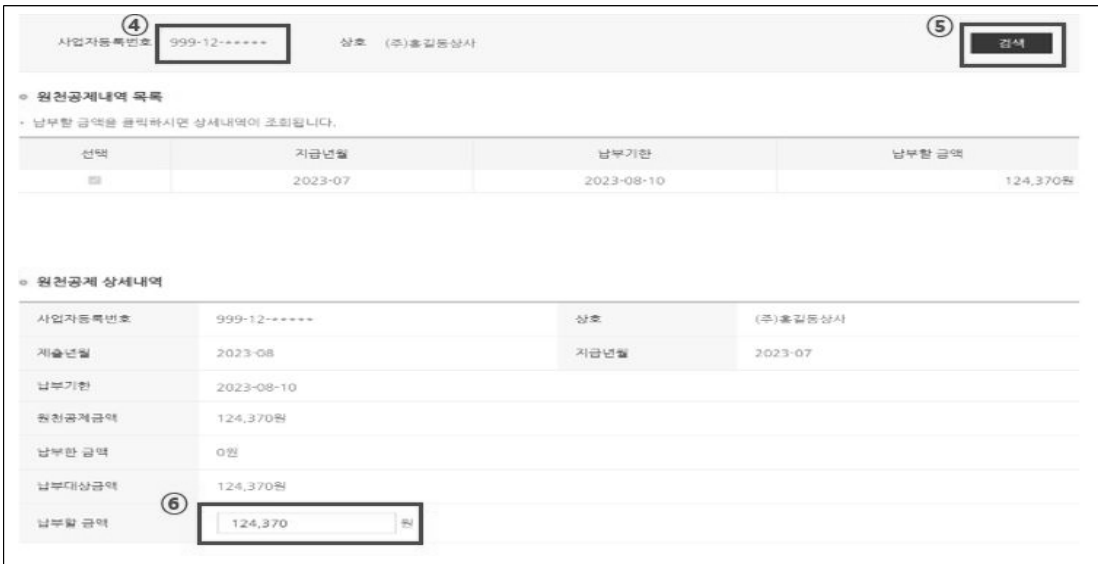 ④ ⑤
사업자등록번호 999-12-***** 상호 (주)홍길동상사 검색
원천공제내역 목록
• 납부할 금액을 클릭하시면 상세내역이 조회됩니다.
선택 지급년월 납부기한 납부할 금액
2023-07 2023-08-10 124,370원
원천공제 상세내역
사업자등록번호 999-12-***** 상호 (주)홍길동상사
제출년월 2023-08 지급년월 2023-07
납부기한 2023-08-10
원천공제금액 124,370원
납부한 금액 0원
납부대상금액 124,370원
⑥
납부할 금액 124,370 원